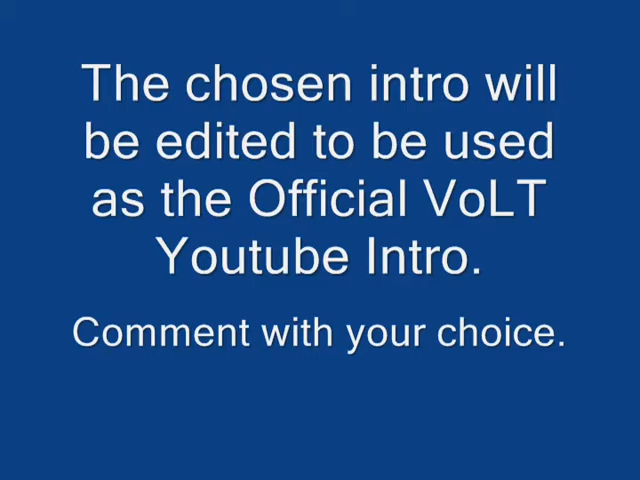 The chosen intro will
be edited to be used
as the Official VoLT
Youtube Intro.
Comment with your choice.